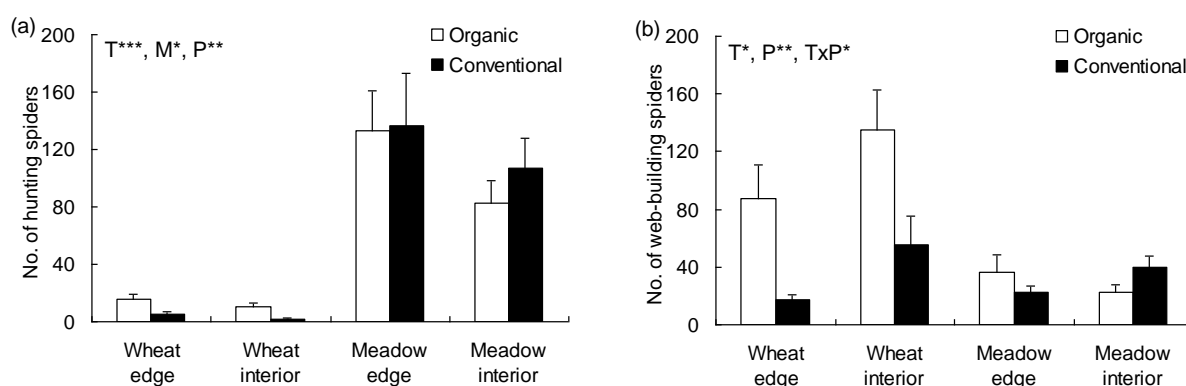 (a)
T***, M*, P**
Organic
Conventional
No. of hunting spiders
200
160
120
80
40
0
Wheat
edge
Wheat
interior
Meadow
edge
Meadow
interior
(b)
T*, P**, TxP*
Organic
Conventional
No. of web-building spiders
200
160
120
80
40
0
Wheat
edge
Wheat
interior
Meadow
edge
Meadow
interior